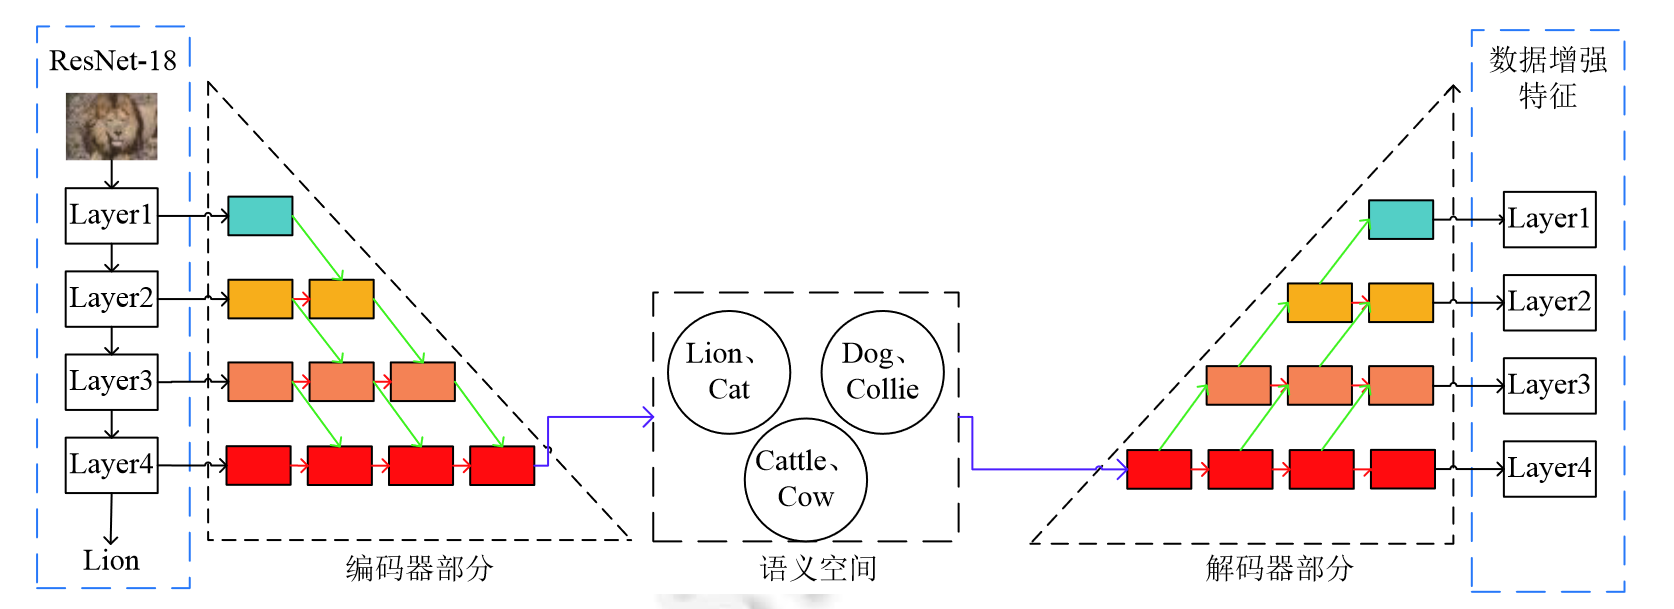 ResNet-18
Layer1
Layer2
Layer3
Layer4
Lion
编码器部分
Lion、
Cat
Dog、
Collie
Cattle、
Cow
语义空间
解码器部分
数据增强
特征
Layer1
Layer2
Layer3
Layer4